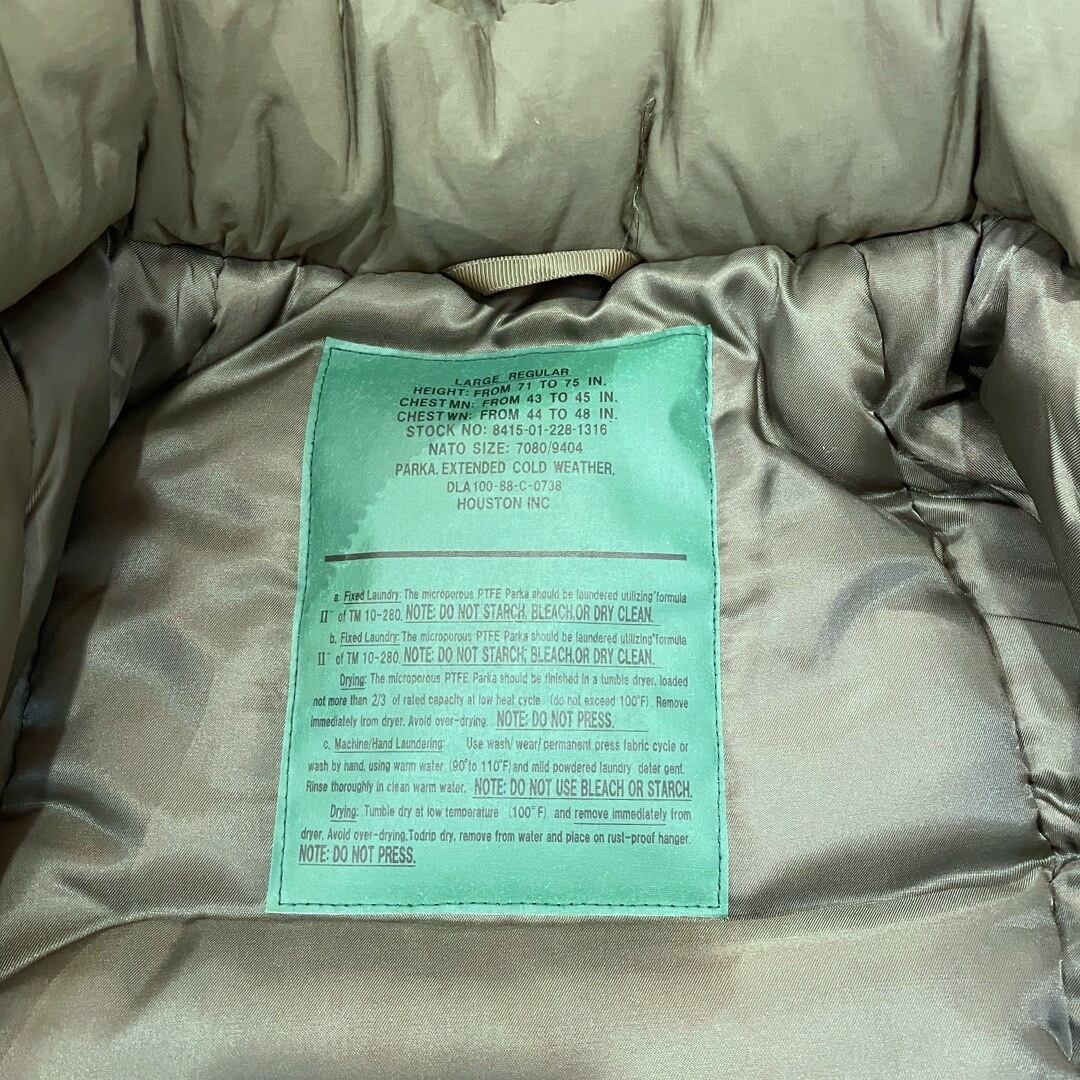 LARGE REGULAR
HEIGHT: FROM 71 TO 75 IN.
CHEST MN: FROM 43 TO 45 IN.
CHEST WN: FROM 44 TO 48 IN.
STOCK NO: 8415-01-228-1316
NATO SIZE: 7080/9404
PARKA, EXTENDED COLD WEATHER,
DLA100-88-C-0738
HOUSTON INC
a. Fixed Laundry: The microporous PTFE Parka should be laundered utilizing"formula
II" of TM 10-280. NOTE: DO NOT STARCH, BLEACH,OR DRY CLEAN.
b. Fixed Laundry: The microporous PTFE Parka should be laundered utilizing"formula
II" of TM 10-280. NOTE: DO NOT STARCH, BLEACH,OR DRY CLEAN.
Drying: The microporous PTFE Parka should be finished in a tumble dryer, loaded
not more than 2/3 of rated capacity at low heat cycle. (do not exceed 100°F). Remove
immediately from dryer. Avoid over-drying. NOTE: DO NOT PRESS.
c. Machine/Hand Laundering: Use wash/wear/permanent press fabric cycle or
wash by hand, using warm water. (90°to 110°F)and mild powdered laundry deter gent.
Rinse thoroughly in clean warm water. NOTE: DO NOT USE BLEACH OR STARCH.
Drying: Tumble dry at low temperature (100°F) and remove immediately from
dryer. Avoid over-drying.Todrip dry, remove from water and place on rust-proof hanger.
NOTE: DO NOT PRESS.